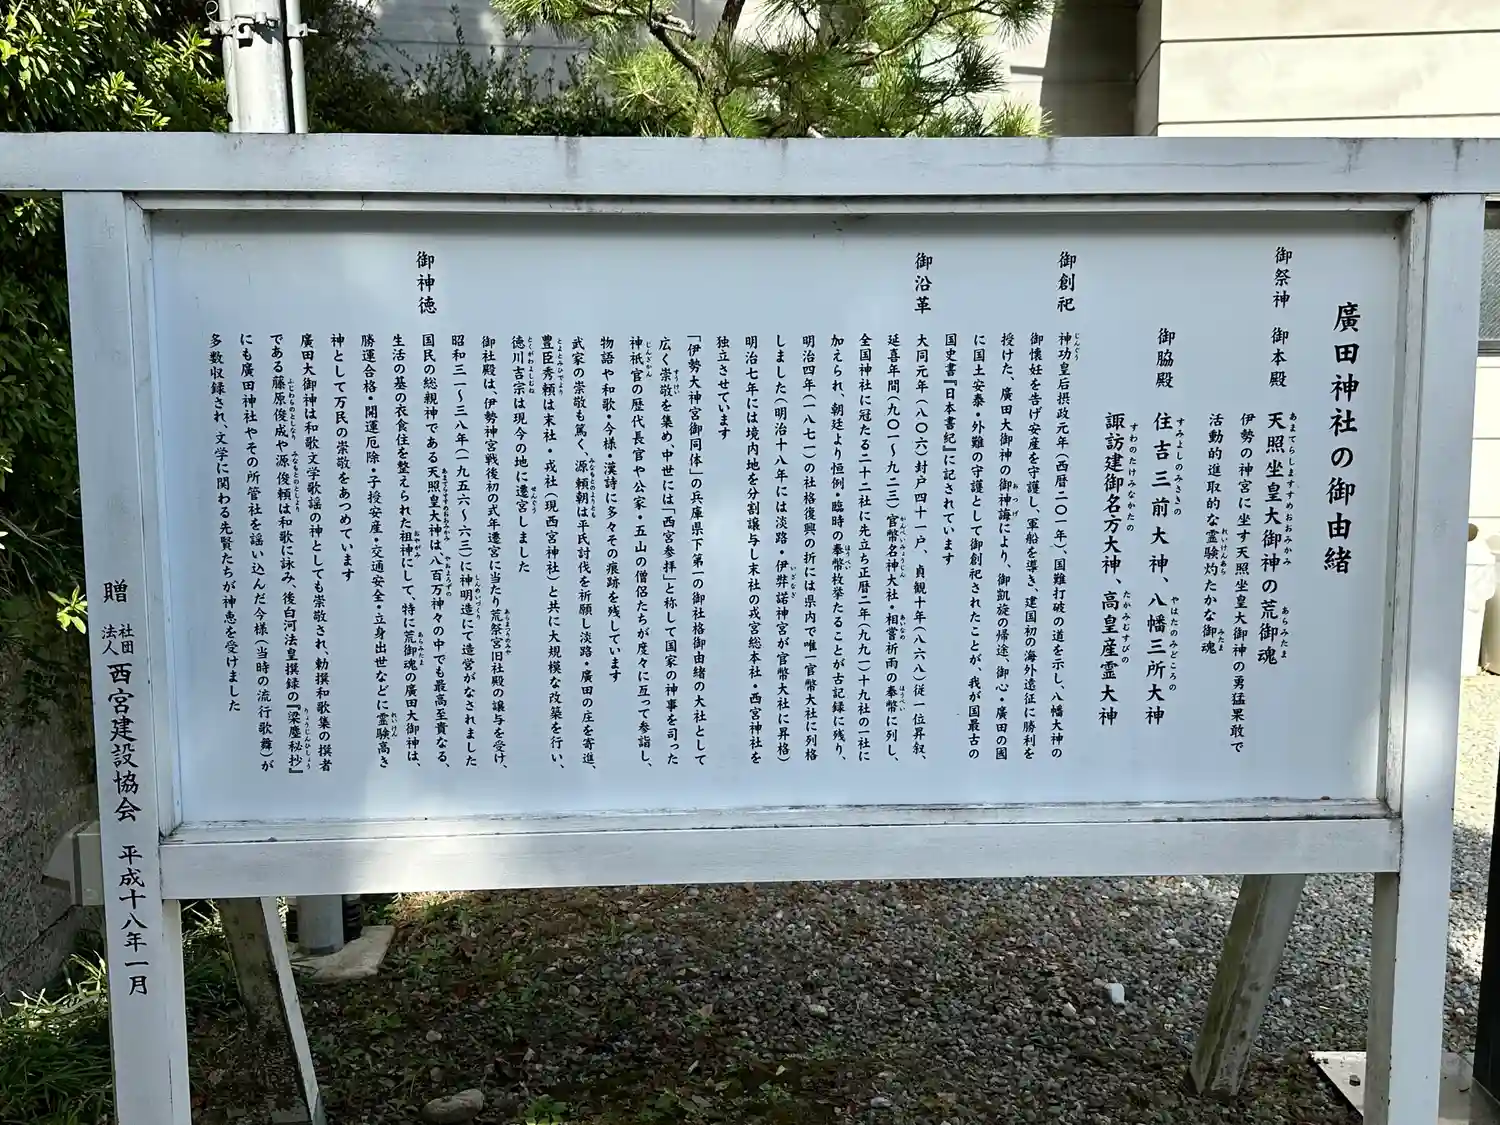 廣田神社の御由緒
御祭神 御本殿 天照坐皇大御神の荒御魂
伊勢の神宮に坐す天照坐皇大御神の勇猛果敢で
活動的進取的な霊験灼たかな御魂
御脇殿 住吉三前大神、八幡三所大神
諏訪建御名方大神、高皇産霊大神
御創祀 神功皇后摂政元年(西暦二〇一年)、国難打破の道を示し、八幡大神の
御懐妊を告げ安産を守護し、軍船を導き、建国初の海外遠征に勝利を
授けた、廣田大御神の御神誨により、御凱旋の帰途、御心・廣田の國
に国土安泰・外難の守護として御創祀されたことが、我が国最古の
国史書『日本書紀』に記されています
御沿革 大同元年(八〇六)封戸四十一戸、貞観十年(八六八)従一位昇叙、
延喜年間(九〇一〜九二三)官幣名神大社・相嘗祈雨の奉幣に列し、
全国神社に冠たる二十二社に先立ち正暦二年(九九一)十九社の一社に
加えられ、朝廷より恒例・臨時の奉幣枚挙たることが古記録に残り、
明治四年(一八七一)の社格復興の折には県内で唯一官幣大社に列格
しました(明治十八年には淡路・伊弉諾神宮が官幣大社に昇格)
明治七年には境内地を分割譲与し末社の戎宮総本社・西宮神社を
独立させています
「伊勢大神宮御同体」の兵庫県下第一の御社格御由緒の大社として
広く崇敬を集め、中世には「西宮参拝」と称して国家の神事を司った
神祇官の歴代長官や公家・五山の僧侶たちが度々に亙って参詣し、
物語や和歌・今様・漢詩に多々その痕跡を残しています
武家の崇敬も篤く、源頼朝は平氏討伐を祈願し淡路・廣田の庄を寄進、
豊臣秀頼は末社・戎社(現西宮神社)と共に大規模な改築を行い、
徳川吉宗は現今の地に遷宮しました
御社殿は、伊勢神宮戦後初の式年遷宮に当たり荒祭宮旧社殿の譲与を受け、
昭和三一〜三八年(一九五六〜六三)に神明造にて造営がなされました
御神徳 国民の総親神である天照皇大神は、八百万神々の中でも最高至貴なる、
生活の基の衣食住を整えられた祖神にして、特に荒御魂の廣田大御神は、
勝運合格・開運厄除・子授安産・交通安全・立身出世などに霊験高き
神として万民の崇敬をあつめています
廣田大御神は和歌文学歌謡の神としても崇敬され、勅撰和歌集の撰者
である藤原俊成や源俊頼は和歌に詠み、後白河法皇撰録の『梁塵秘抄』
にも廣田神社やその所管社を謡い込んだ今様(当時の流行歌舞)が
多数収録され、文学に関わる先賢たちが神恵を受けました
贈 社団法人 西宮建設協会 平成十八年一月